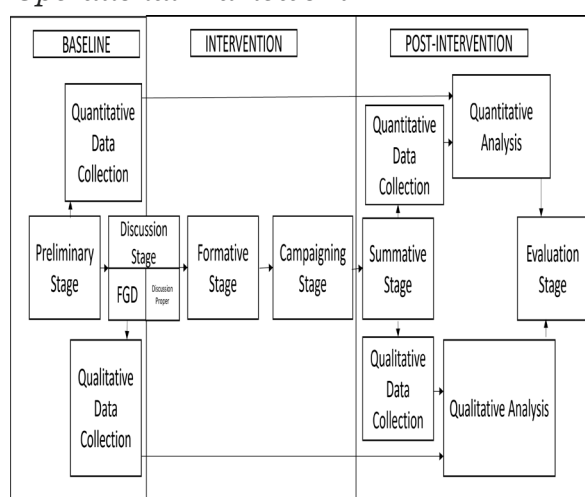 BASELINE
INTERVENTION
POST-INTERVENTION
Quantitative
Data
Collection
Quantitative
Data
Collection
Quantitative
Analysis
Preliminary
Stage
Discussion
Stage
FGD
Discussion
Proper
Formative
Stage
Campaigning
Stage
Summative
Stage
Evaluation
Stage
Qualitative
Data
Collection
Qualitative
Data
Collection
Qualitative Analysis